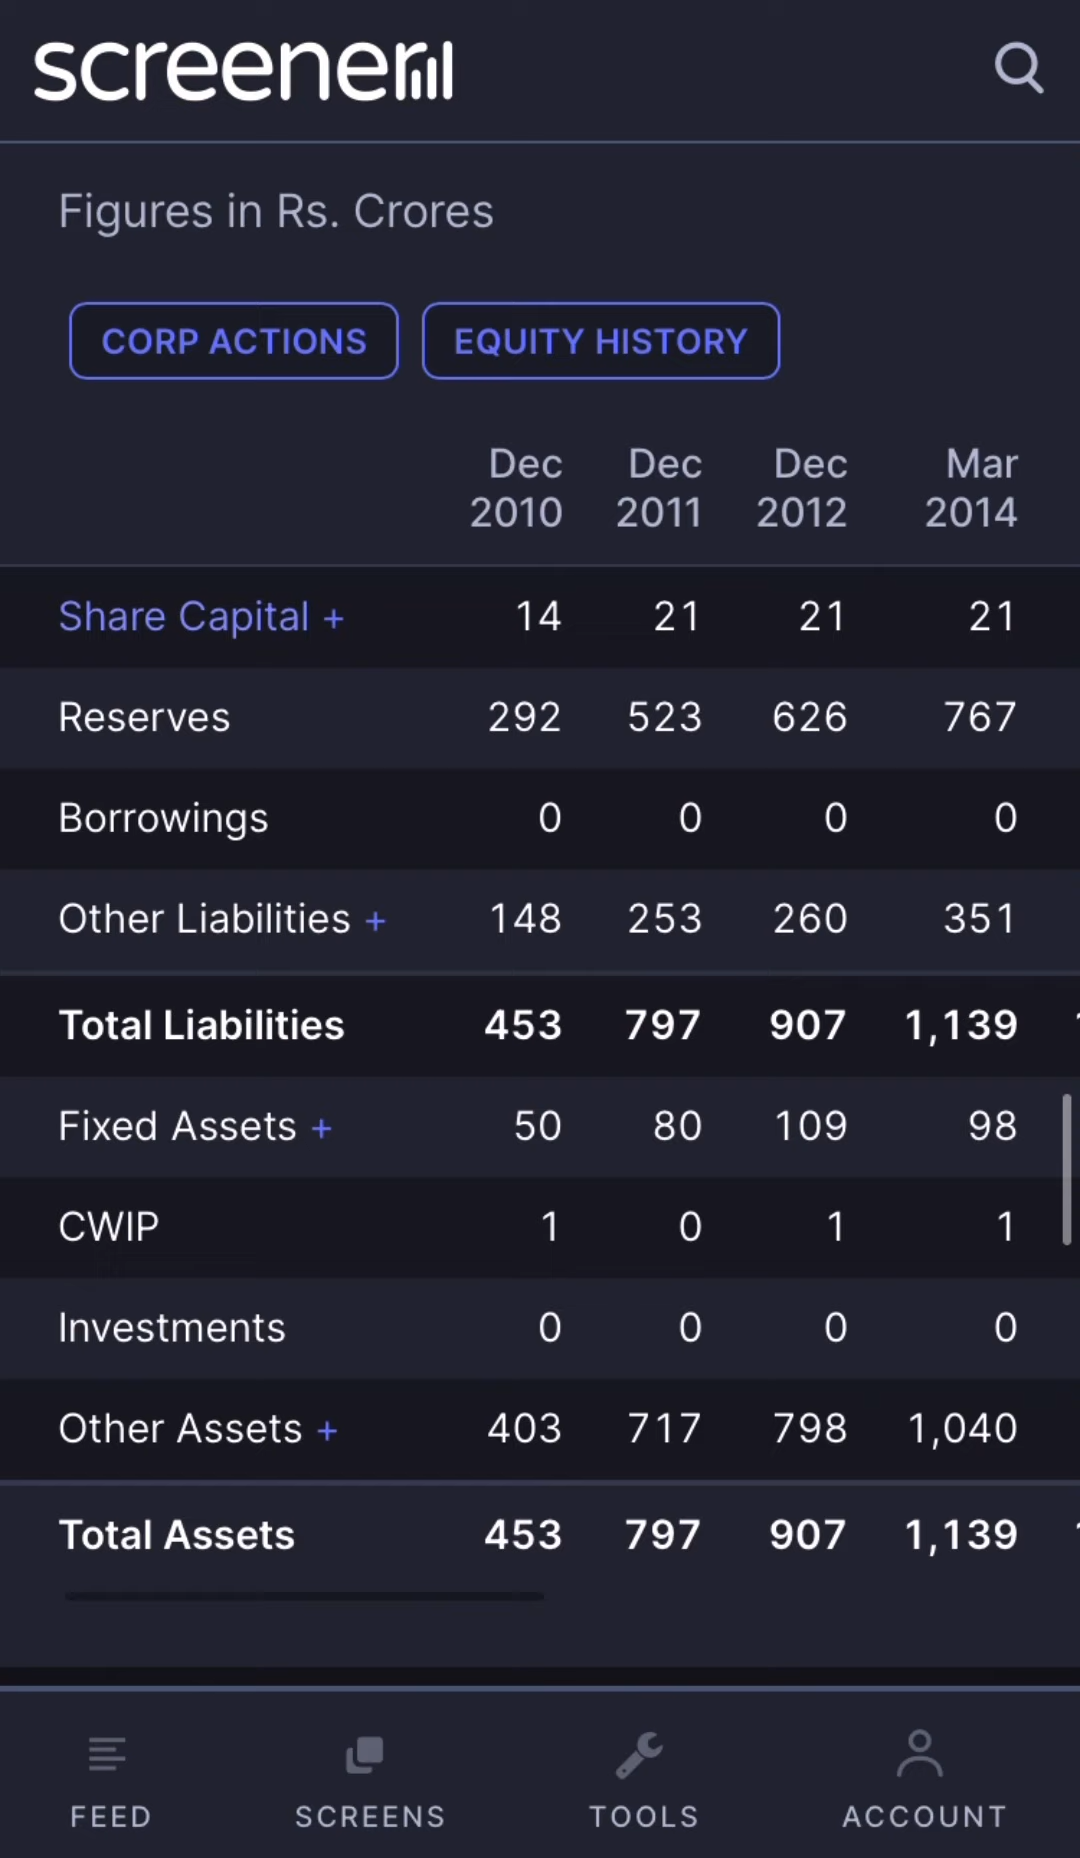 screener
Figures in Rs. Crores
CORP ACTIONS EQUITY HISTORY
Dec 2010 Dec 2011 Dec 2012 Mar 2014
Share Capital + 14 21 21 21
Reserves 292 523 626 767
Borrowings 0 0 0 0
Other Liabilities + 148 253 260 351
Total Liabilities 453 797 907 1,139
Fixed Assets + 50 80 109 98
CWIP 1 0 1 1
Investments 0 0 0 0
Other Assets + 403 717 798 1,040
Total Assets 453 797 907 1,139
FEED SCREENS TOOLS ACCOUNT